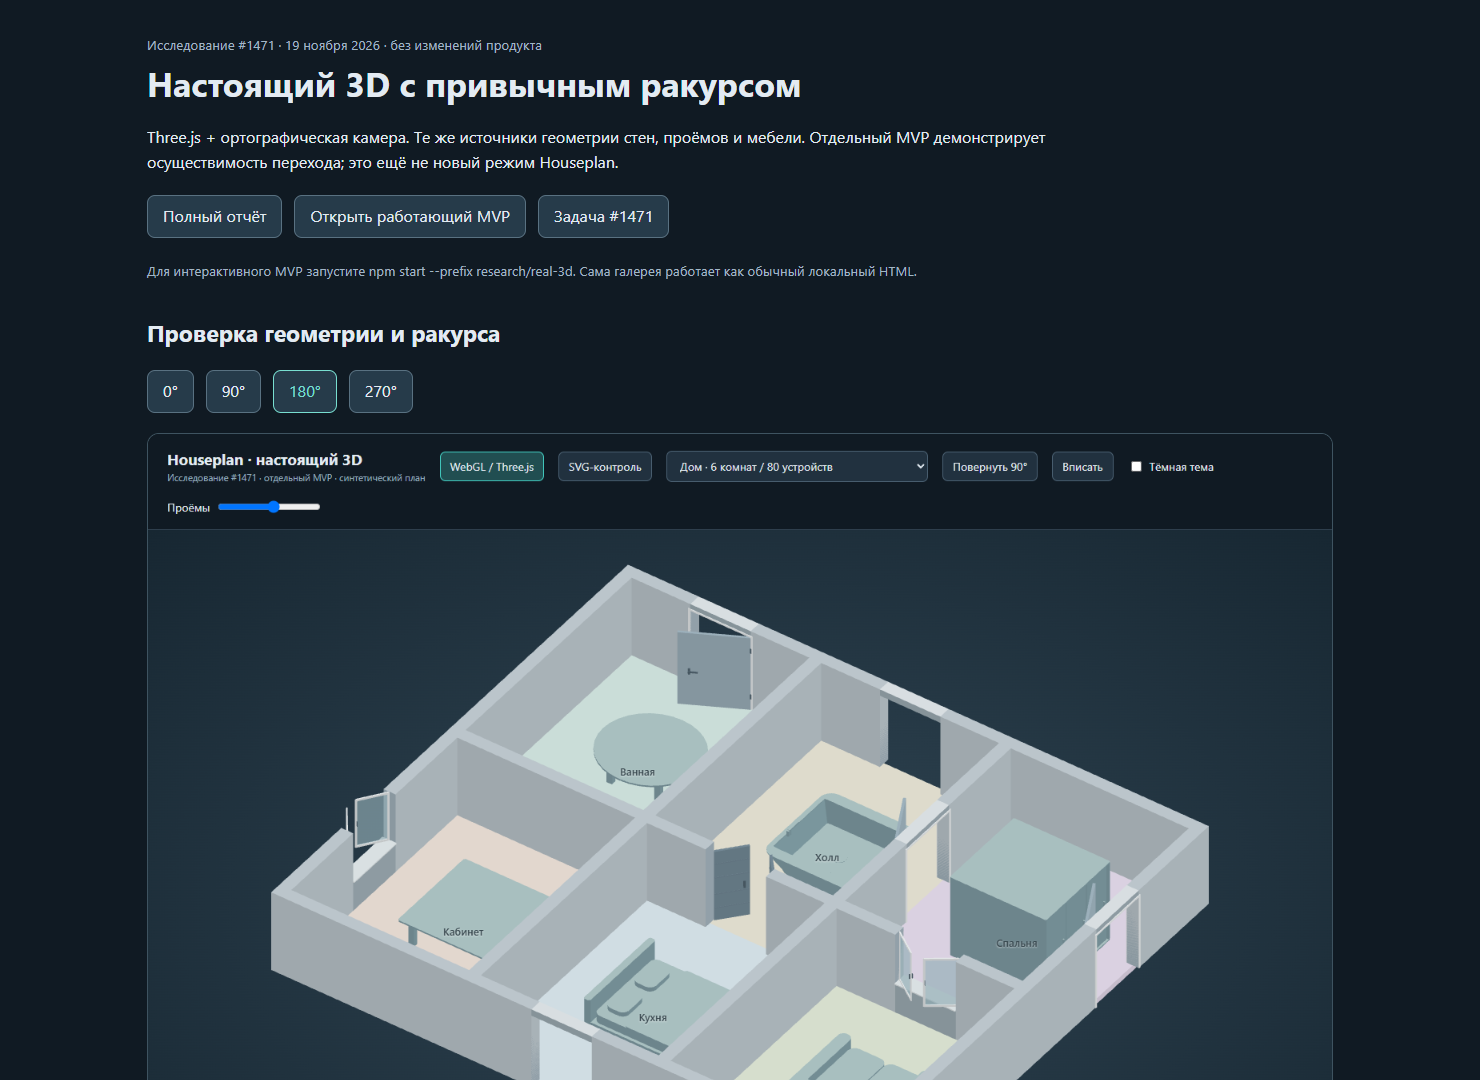 Исследование #1471 · 19 ноября 2026 · без изменений продукта
Настоящий 3D с привычным ракурсом
Three.js + ортографическая камера. Те же источники геометрии стен, проёмов и мебели. Отдельный MVP демонстрирует
осуществимость перехода; это ещё не новый режим Houseplan.
Полный отчёт
Открыть работающий MVP
Задача #1471
Для интерактивного MVP запустите npm start --prefix research/real-3d. Сама галерея работает как обычный локальный HTML.
Проверка геометрии и ракурса
0°
90°
180°
270°
Houseplan · настоящий 3D
Исследование #1471 · отдельный MVP · синтетический план
WebGL / Three.js
SVG-контроль
Дом · 6 комнат / 80 устройств
Повернуть 90°
Вписать
Тёмная тема
Проёмы
Ванная
Холл
Кабинет
Спальня
Кухня